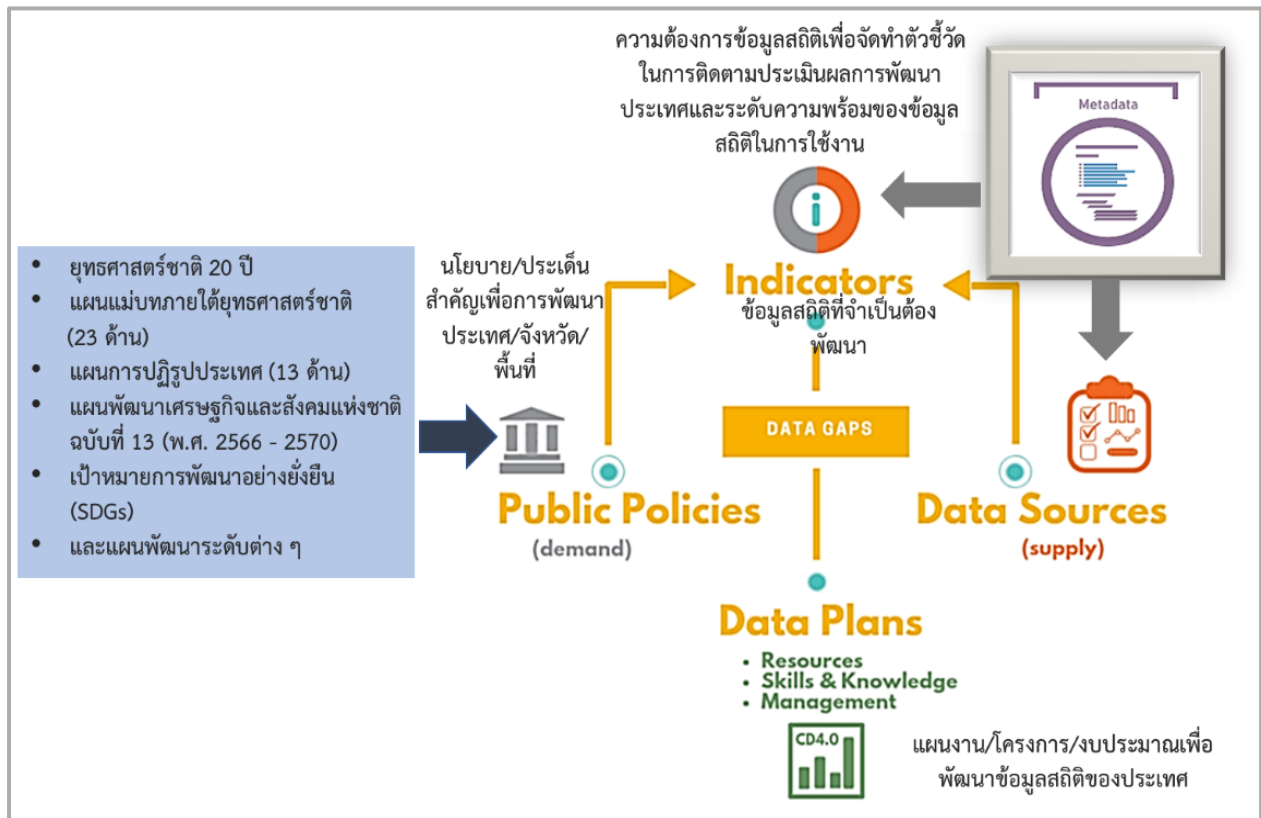 ความต้องการข้อมูลสถิติเพื่อจัดทำตัวชี้วัด
ในการติดตามประเมินผลการพัฒนา
ประเทศและระดับความพร้อมของข้อมูล
สถิติในการใช้งาน
Metadata
• ยุทธศาสตร์ชาติ 20 ปี
• แผนแม่บทภายใต้ยุทธศาสตร์ชาติ
(23 ด้าน)
• แผนการปฏิรูปประเทศ (13 ด้าน)
• แผนพัฒนาเศรษฐกิจและสังคมแห่งชาติ
ฉบับที่ 13 (พ.ศ. 2566 - 2570)
• เป้าหมายการพัฒนาอย่างยั่งยืน
(SDGs)
• และแผนพัฒนาระดับต่าง ๆ
นโยบาย/ประเด็น
สำคัญเพื่อการพัฒนา
ประเทศ/จังหวัด/
พื้นที่
i
Indicators
ข้อมูลสถิติที่จำเป็นต้อง
พัฒนา
DATA GAPS
Public Policies
(demand)
Data Sources
(supply)
Data Plans
• Resources
• Skills & Knowledge
• Management
CD4.0
แผนงาน/โครงการ/งบประมาณเพื่อ
พัฒนาข้อมูลสถิติของประเทศ